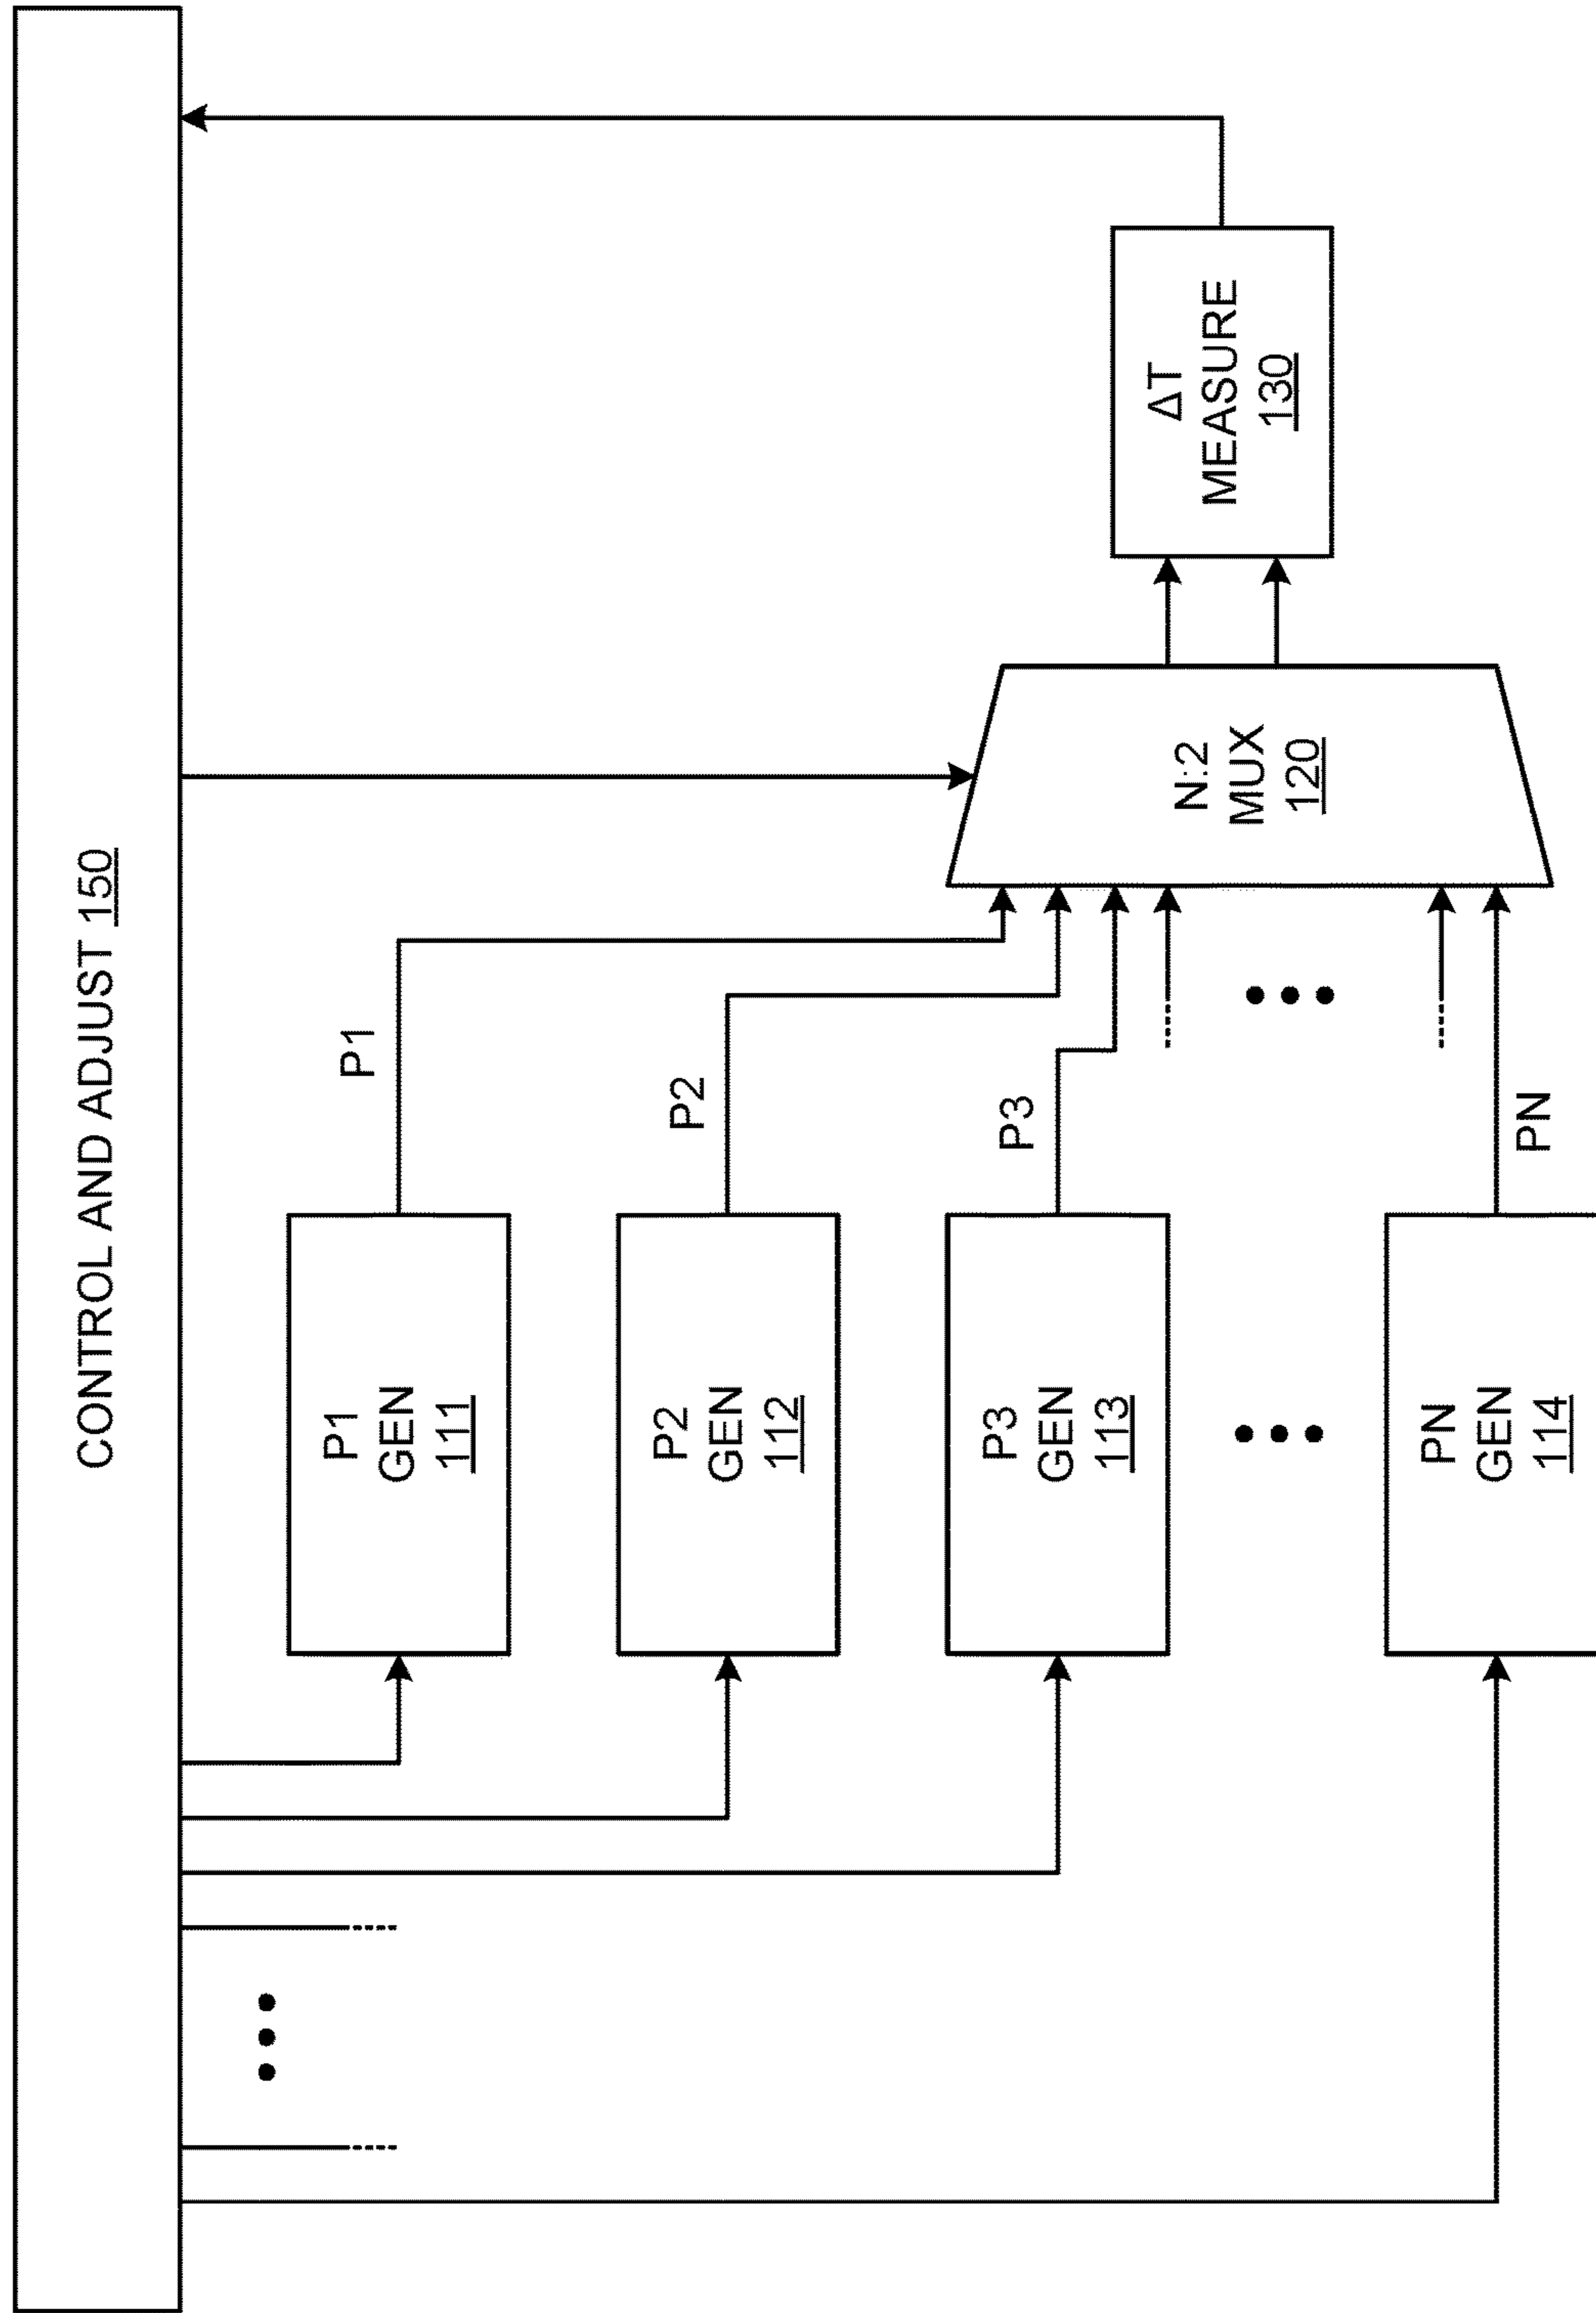 CONTROL AND ADJUST 150
P1
GEN
111
P1
P2
GEN
112
P2
P3
GEN
113
P3
PN
GEN
114
PN
N:2
MUX
120
ΔT
MEASURE
130